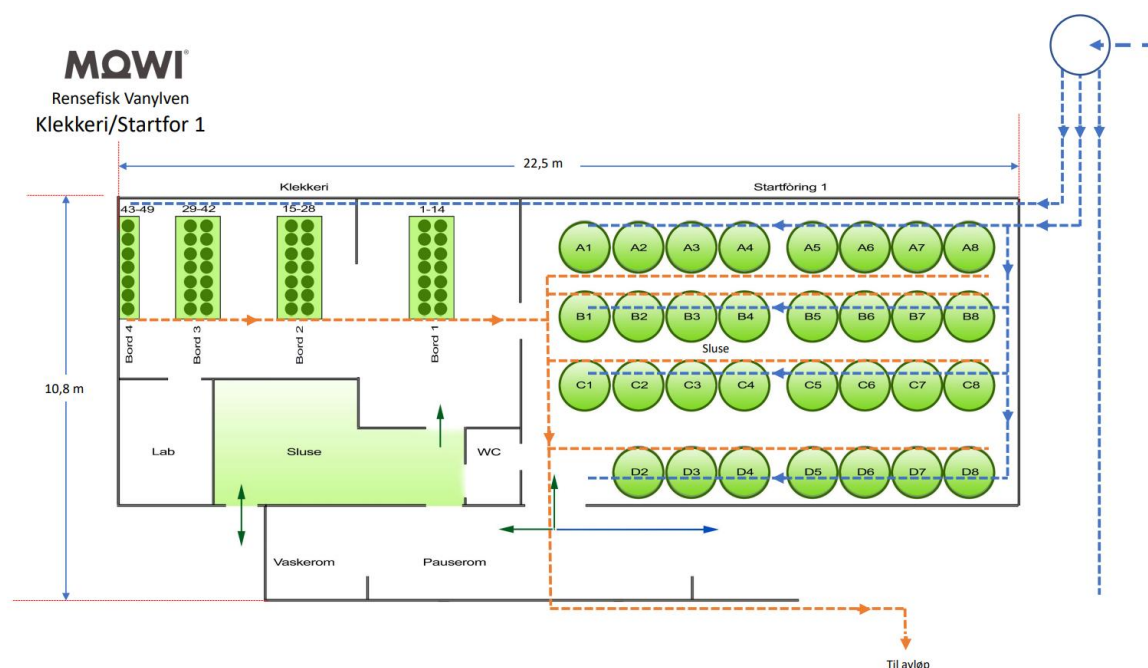 MOWI®
Rensefisk Vanylven
Klekkeri/Startfor 1
22,5 m
Klekkeri
Startfôring 1
43-49
29-42
15-28
1-14
A1 A2 A3 A4 A5 A6 A7 A8
B1 B2 B3 B4 B5 B6 B7 B8
Bord 4
Bord 3
Bord 2
Bord 1
Sluse
C1 C2 C3 C4 C5 C6 C7 C8
10,8 m
Lab
Sluse
WC
D2 D3 D4 D5 D6 D7 D8
Vaskerom
Pauserom
Til avløp